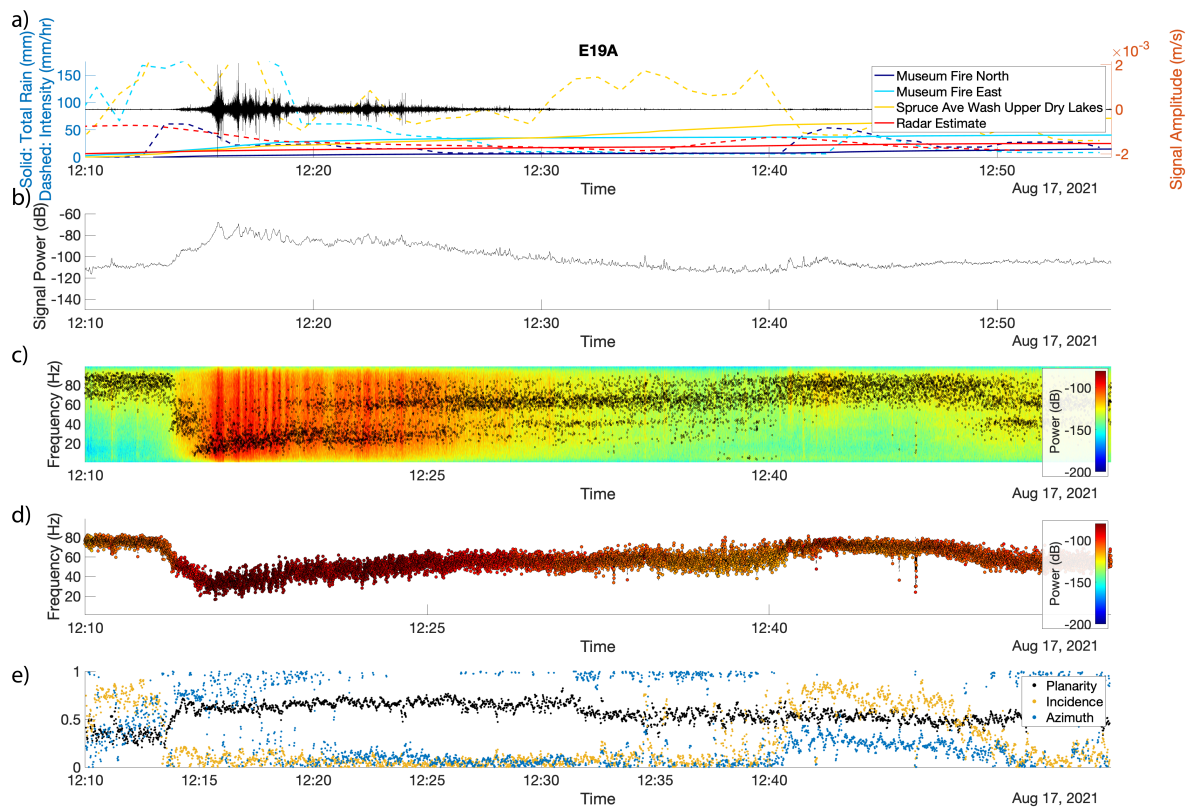 a)
E19A
Solid: Total Rain (mm)
Dashed: Intensity (mm/hr)
150
100
50
0
×10⁻³
2
0
-2
Signal Amplitude (m/s)
Museum Fire North
Museum Fire East
Spruce Ave Wash Upper Dry Lakes
Radar Estimate
12:10 12:20 12:30 12:40 12:50
Time
Aug 17, 2021
b)
Signal Power (dB)
-60
-80
-100
-120
-140
12:10 12:20 12:30 12:40 12:50
Time
Aug 17, 2021
c)
Frequency (Hz)
80
60
40
20
Power (dB)
-100
-150
-200
12:10 12:25 12:40
Time
Aug 17, 2021
d)
Frequency (Hz)
80
60
40
20
Power (dB)
-100
-150
-200
12:10 12:25 12:40
Time
Aug 17, 2021
e)
1
0.5
0
Planarity
Incidence
Azimuth
12:10 12:15 12:20 12:25 12:30 12:35 12:40 12:45 12:50
Time
Aug 17, 2021